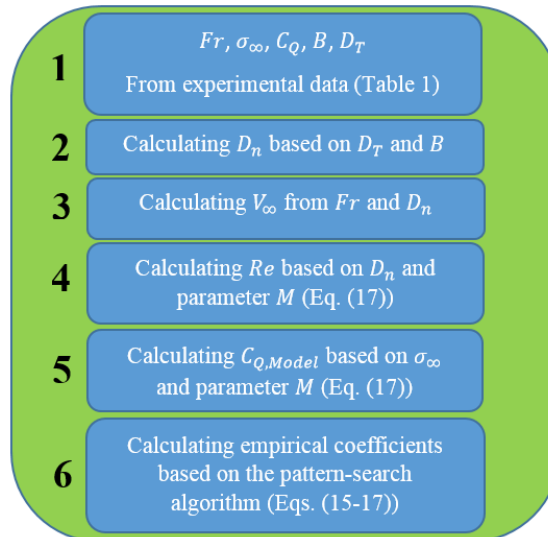 1
Fr, σ∞, C_Q, B, D_T
From experimental data (Table 1)
2
Calculating D_n based on D_T and B
3
Calculating V∞ from Fr and D_n
4
Calculating Re based on D_n and
parameter M (Eq. (17))
5
Calculating C_Q,Model based on σ∞
and parameter M (Eq. (17))
6
Calculating empirical coefficients
based on the pattern-search
algorithm (Eqs. (15-17))